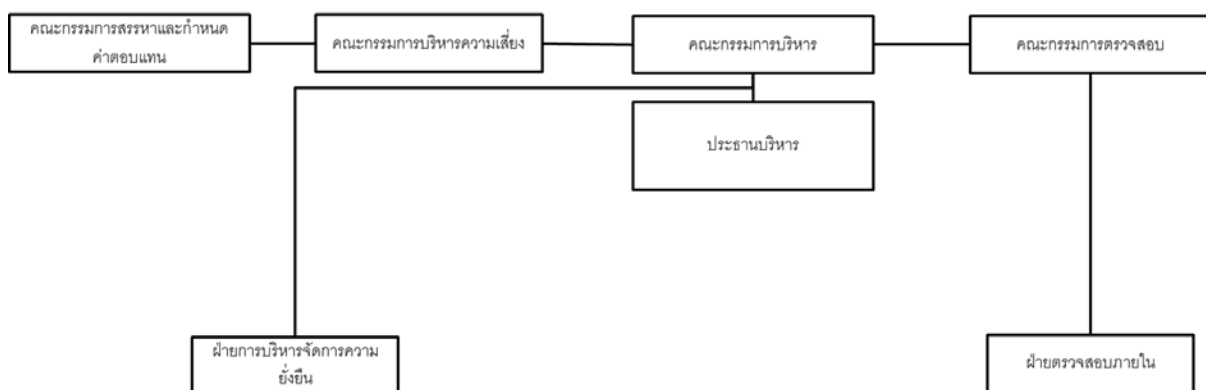 คณะกรรมการสรรหาและกำหนด
ค่าตอบแทน
คณะกรรมการบริหารความเสี่ยง
คณะกรรมการบริหาร
คณะกรรมการตรวจสอบ
ประธานบริหาร
ฝ่ายการบริหารจัดการความ
ยั่งยืน
ฝ่ายตรวจสอบภายใน